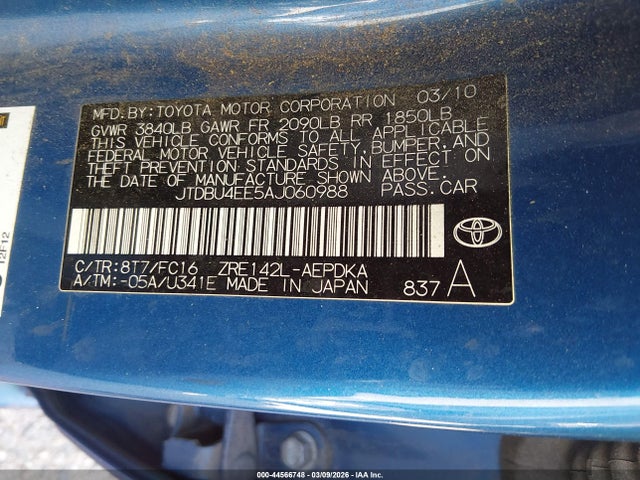 MFD.BY:TOYOTA MOTOR CORPORATION 03/10
GVWR 3840LB GAWR FR 2090LB RR 1850LB
THIS VEHICLE CONFORMS TO ALL APPLICABLE
FEDERAL MOTOR VEHICLE SAFETY, BUMPER, AND
THEFT PREVENTION STANDARDS IN EFFECT ON
THE DATE OF MANUFACTURE SHOWN ABOVE.
JTDBU4EE5AJ060988 PASS.CAR
C/TR:8T7/FC16 ZRE142L-AEPDKA
A/TM:-05A/U341E MADE IN JAPAN 837A
12F12
000-44566748 - 03/09/2026 - IAA Inc.